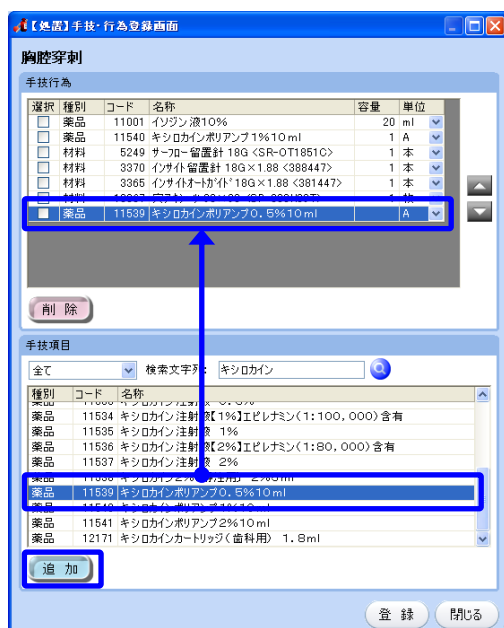 【処置】手技・行為登録画面
胸腔穿刺
手技行為
選択 種別 コード 名称 容量 単位
薬品 11001 イソジン液10% 20 ml
薬品 11540 キシロカインポリアンプ1%10ml 1 A
材料 5249 サーフロー留置針 18G <SR-OT1851C> 1 本
材料 3370 インサイト留置針 18G×1.88 <388447> 1 本
材料 3365 インサイトオートガイド 18G×1.88 <381447> 1 本
薬品 11539 キシロカインポリアンプ0.5%10ml A
削 除
手技項目
全て 検索文字列: キシロカイン
種別 コード 名称
薬品 11534 キシロカイン注射液【1%】エピレナミン(1:100,000)含有
薬品 11535 キシロカイン注射液 1%
薬品 11536 キシロカイン注射液【2%】エピレナミン(1:80,000)含有
薬品 11537 キシロカイン注射液 2%
薬品 11539 キシロカインポリアンプ0.5%10ml
薬品 11541 キシロカインポリアンプ2%10ml
薬品 12171 キシロカインカートリッジ(歯科用) 1.8ml
追 加
登 録 閉じる